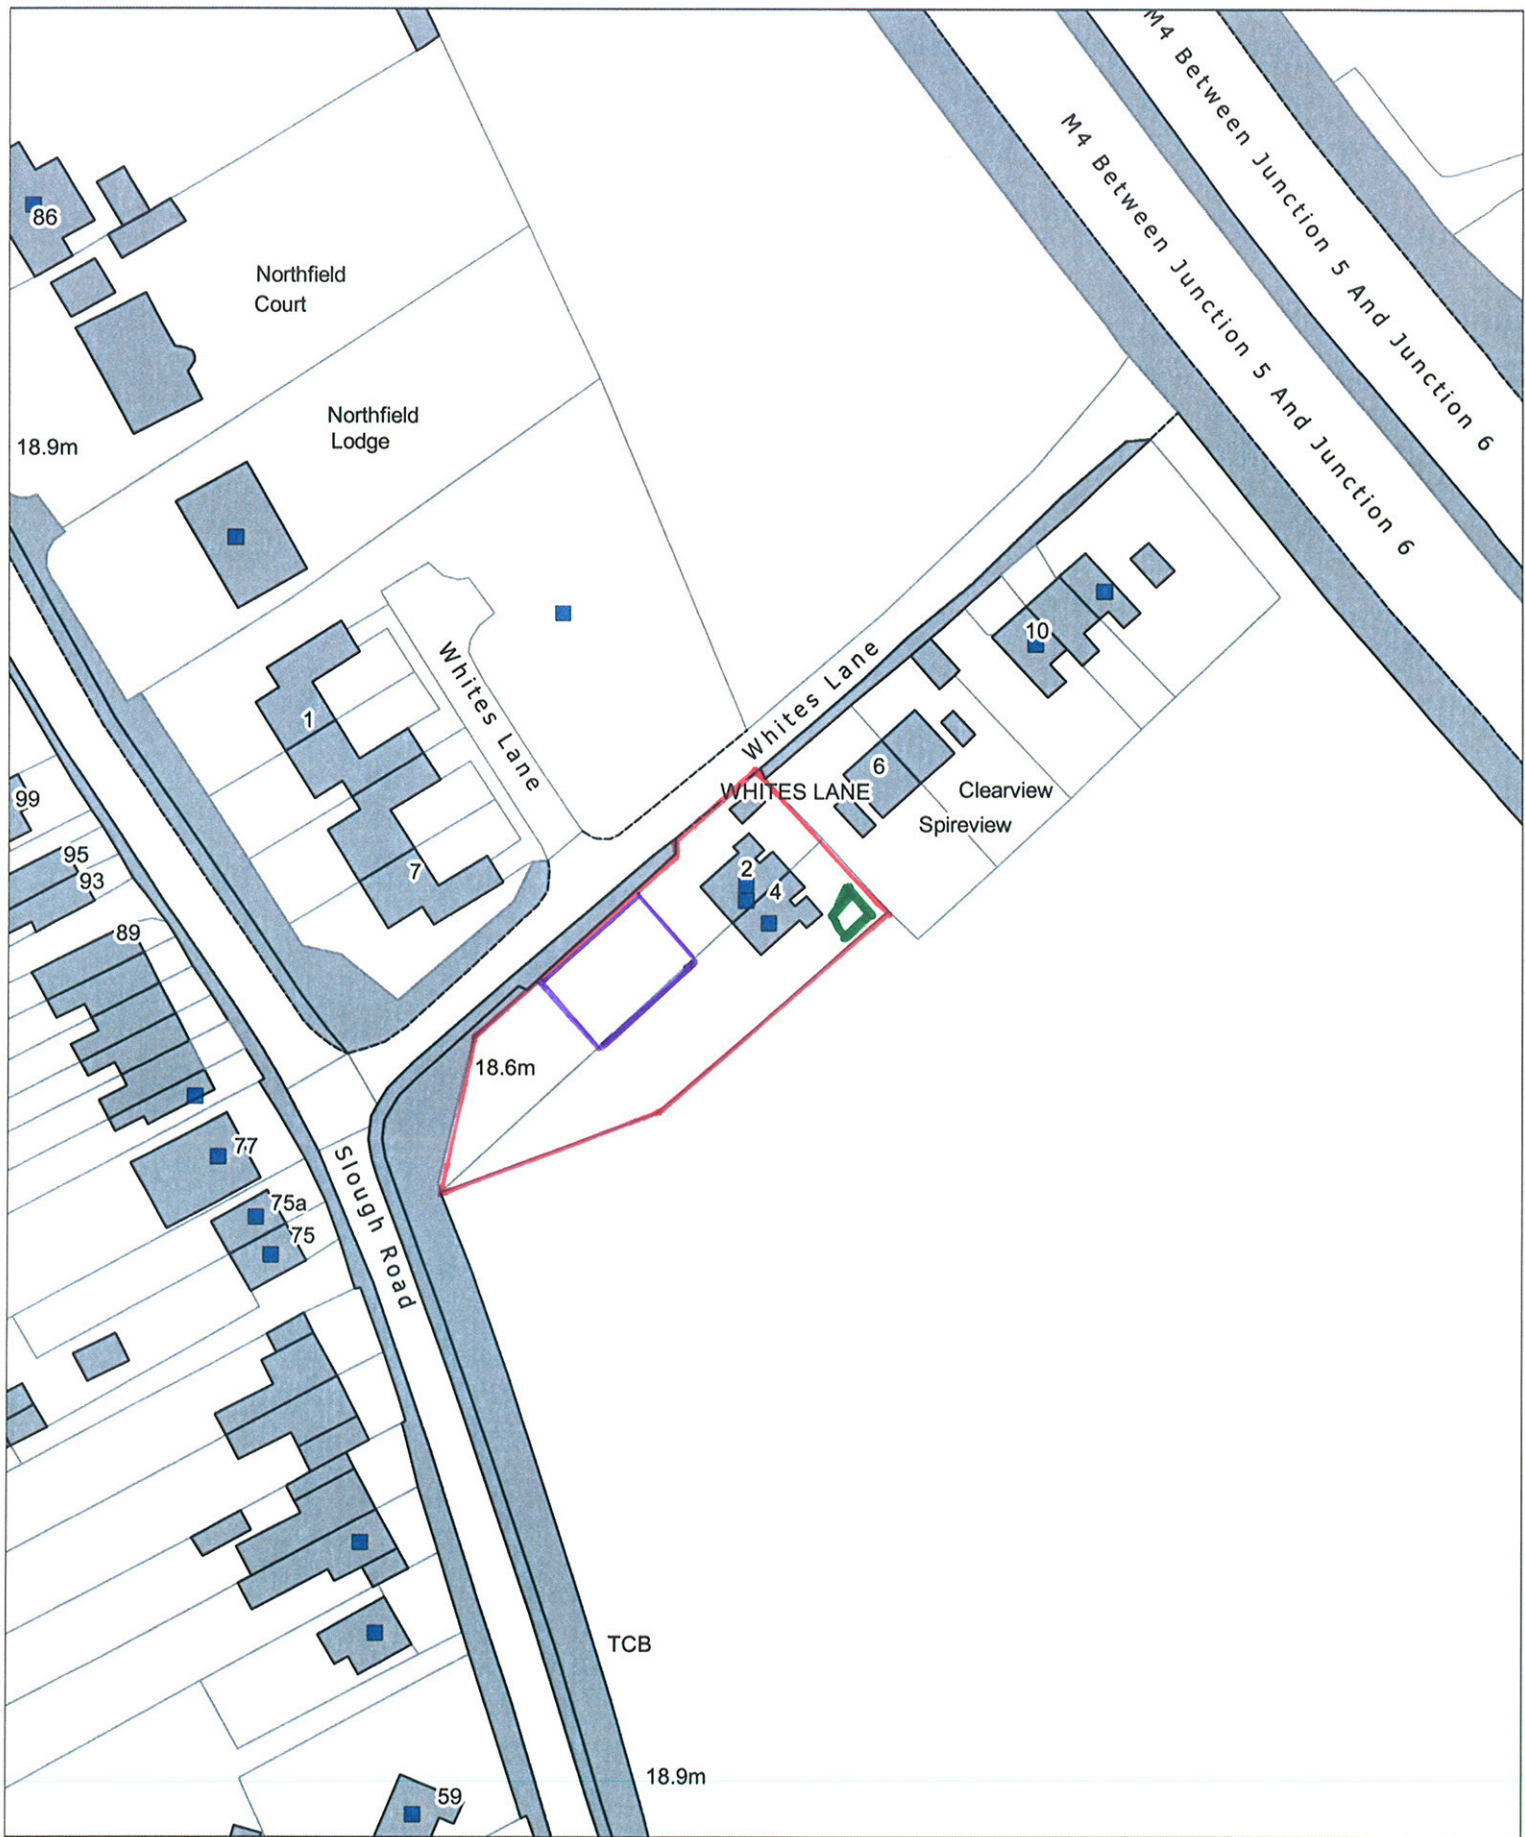 M4 Between Junction 5 And Junction 6
M4 Between Junction 5 And Junction 6
86
Northfield
Court
Northfield
Lodge
18.9m
Whites Lane
Whites Lane
10
1
6
WHITES LANE
Clearview
Spireview
99
95
93
7
2
4
89
18.6m
77
75a
75
Slough Road
TCB
18.9m
59